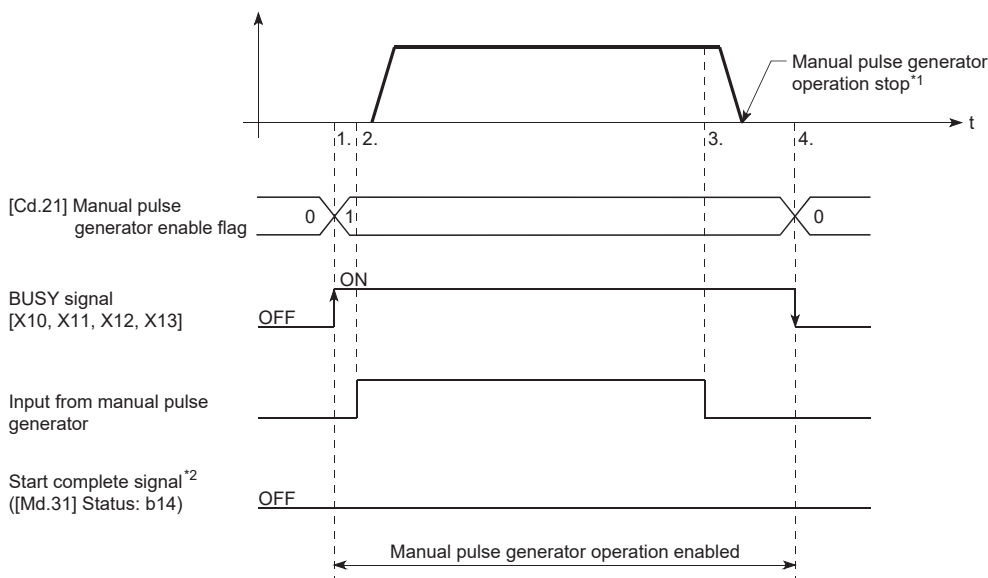 Manual pulse generator
operation stop*1
t
1. 2. 3. 4.
[Cd.21] Manual pulse
generator enable flag
0 1 0
ON
BUSY signal
[X10, X11, X12, X13]
OFF
Input from manual pulse
generator
Start complete signal*2
([Md.31] Status: b14)
OFF
Manual pulse generator operation enabled